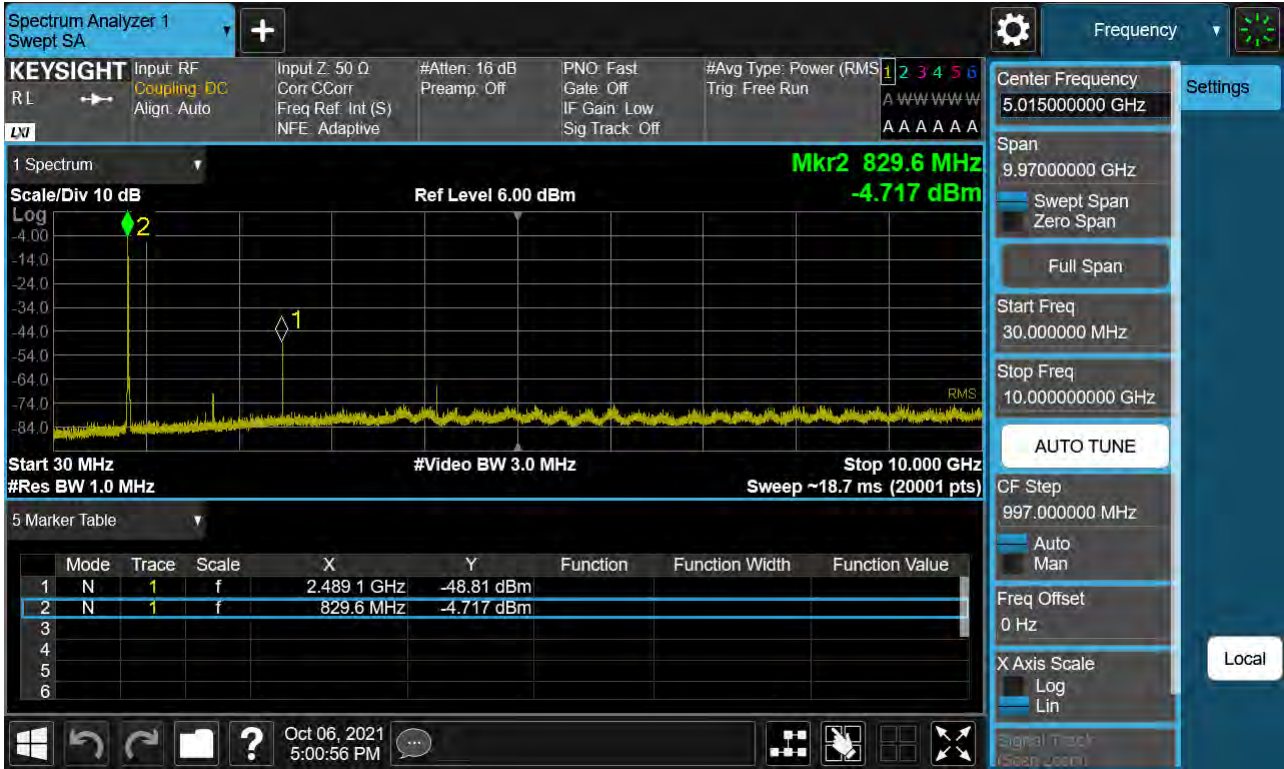 Spectrum Analyzer 1
Swept SA
+
Frequency
KEYSIGHT
RL
LXI
Input: RF
Coupling: DC
Align: Auto
Input Z: 50 Ω
Corr CCorr
Freq Ref: Int (S)
NFE: Adaptive
#Atten: 16 dB
Preamp: Off
PNO: Fast
Gate: Off
IF Gain: Low
Sig Track: Off
#Avg Type: Power (RMS
Trig: Free Run
1 2 3 4 5 6
A W W W W W
A A A A A A
1 Spectrum
Mkr2 829.6 MHz
-4.717 dBm
Scale/Div 10 dB
Ref Level 6.00 dBm
Log
-4.00
-14.0
-24.0
-34.0
-44.0
-54.0
-64.0
-74.0
-84.0
2
1
RMS
Start 30 MHz
#Video BW 3.0 MHz
Stop 10.000 GHz
#Res BW 1.0 MHz
Sweep ~18.7 ms (20001 pts)
5 Marker Table
Mode Trace Scale X Y Function Function Width Function Value
1 N 1 f 2.489 1 GHz -48.81 dBm
2 N 1 f 829.6 MHz -4.717 dBm
3
4
5
6
Center Frequency
5.015000000 GHz
Span
9.97000000 GHz
Swept Span
Zero Span
Full Span
Start Freq
30.000000 MHz
Stop Freq
10.000000000 GHz
AUTO TUNE
CF Step
997.000000 MHz
Auto
Man
Freq Offset
0 Hz
X Axis Scale
Log
Lin
Signal Track
(Span Zoom)
Settings
Local
?
Oct 06, 2021
5:00:56 PM